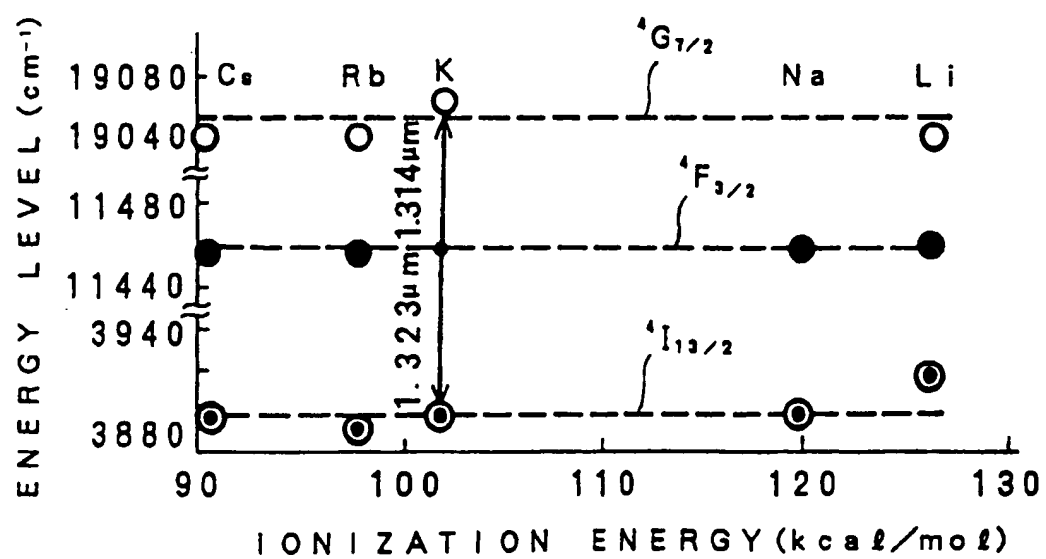 ENERGY LEVEL (cm⁻¹)
⁴G₇/₂
19080 Cs Rb K Na Li
19040
1.314μm
11480 ⁴F₃/₂
11440
1.323μm
3940 ⁴I₁₃/₂
3880
90 100 110 120 130
IONIZATION ENERGY (kcaℓ/mol)